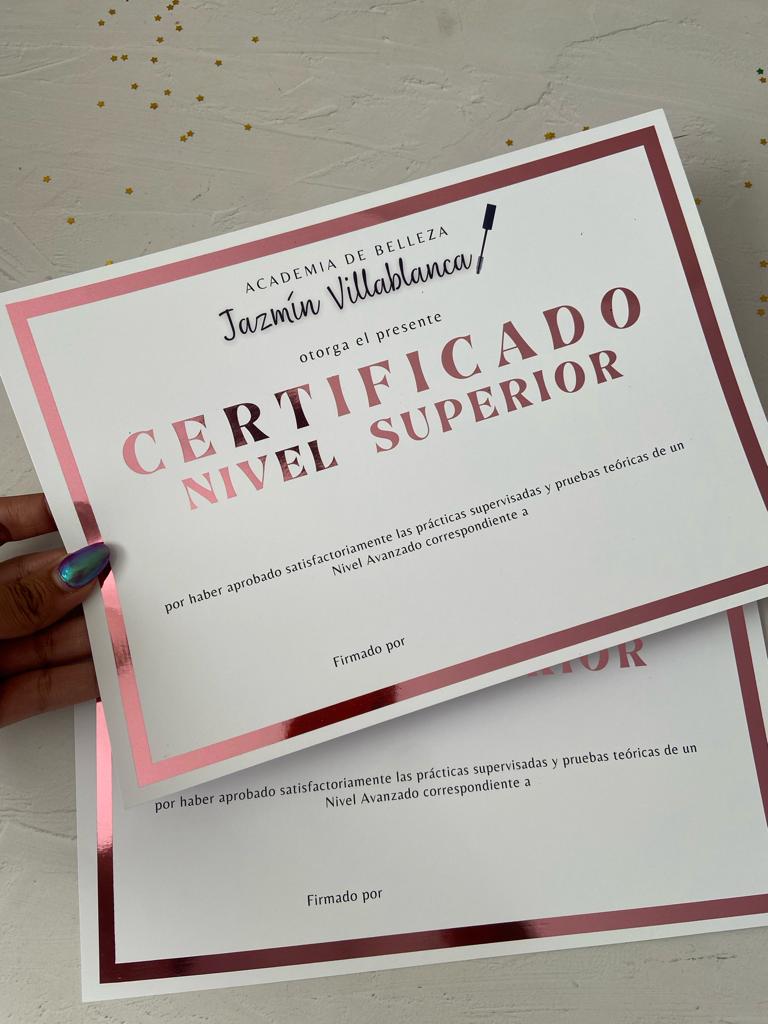 ACADEMIA DE BELLEZA
Jazmín Villablanca
otorga el presente
CERTIFICADO
NIVEL SUPERIOR
por haber aprobado satisfactoriamente las prácticas supervisadas y pruebas teóricas de un
Nivel Avanzado correspondiente a
Firmado por
RIOR
por haber aprobado satisfactoriamente las prácticas supervisadas y pruebas teóricas de un
Nivel Avanzado correspondiente a
Firmado por